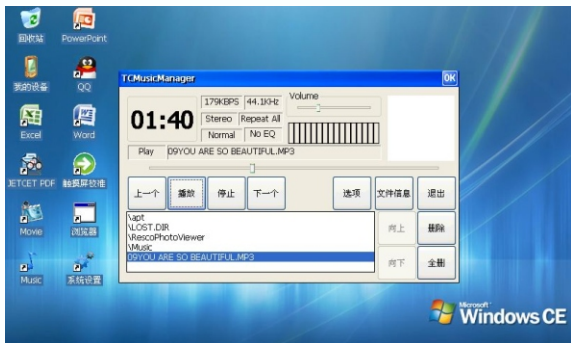 回收站
PowerPoint
我的设备
QQ
Excel
Word
JETCET PDF
触摸屏校准
Movie
浏览器
Music
系统设置
TCMusicManager
OK
01:40
179KBPS
44.1KHz
Volume
Stereo
Repeat All
Normal
No EQ
Play
09YOU ARE SO BEAUTIFUL.MP3
上一个
播放
停止
下一个
选项
文件信息
退出
\apt
\LOST.DIR
\RescoPhotoViewer
\Music
09YOU ARE SO BEAUTIFUL.MP3
向上
删除
向下
全删
Microsoft
Windows CE